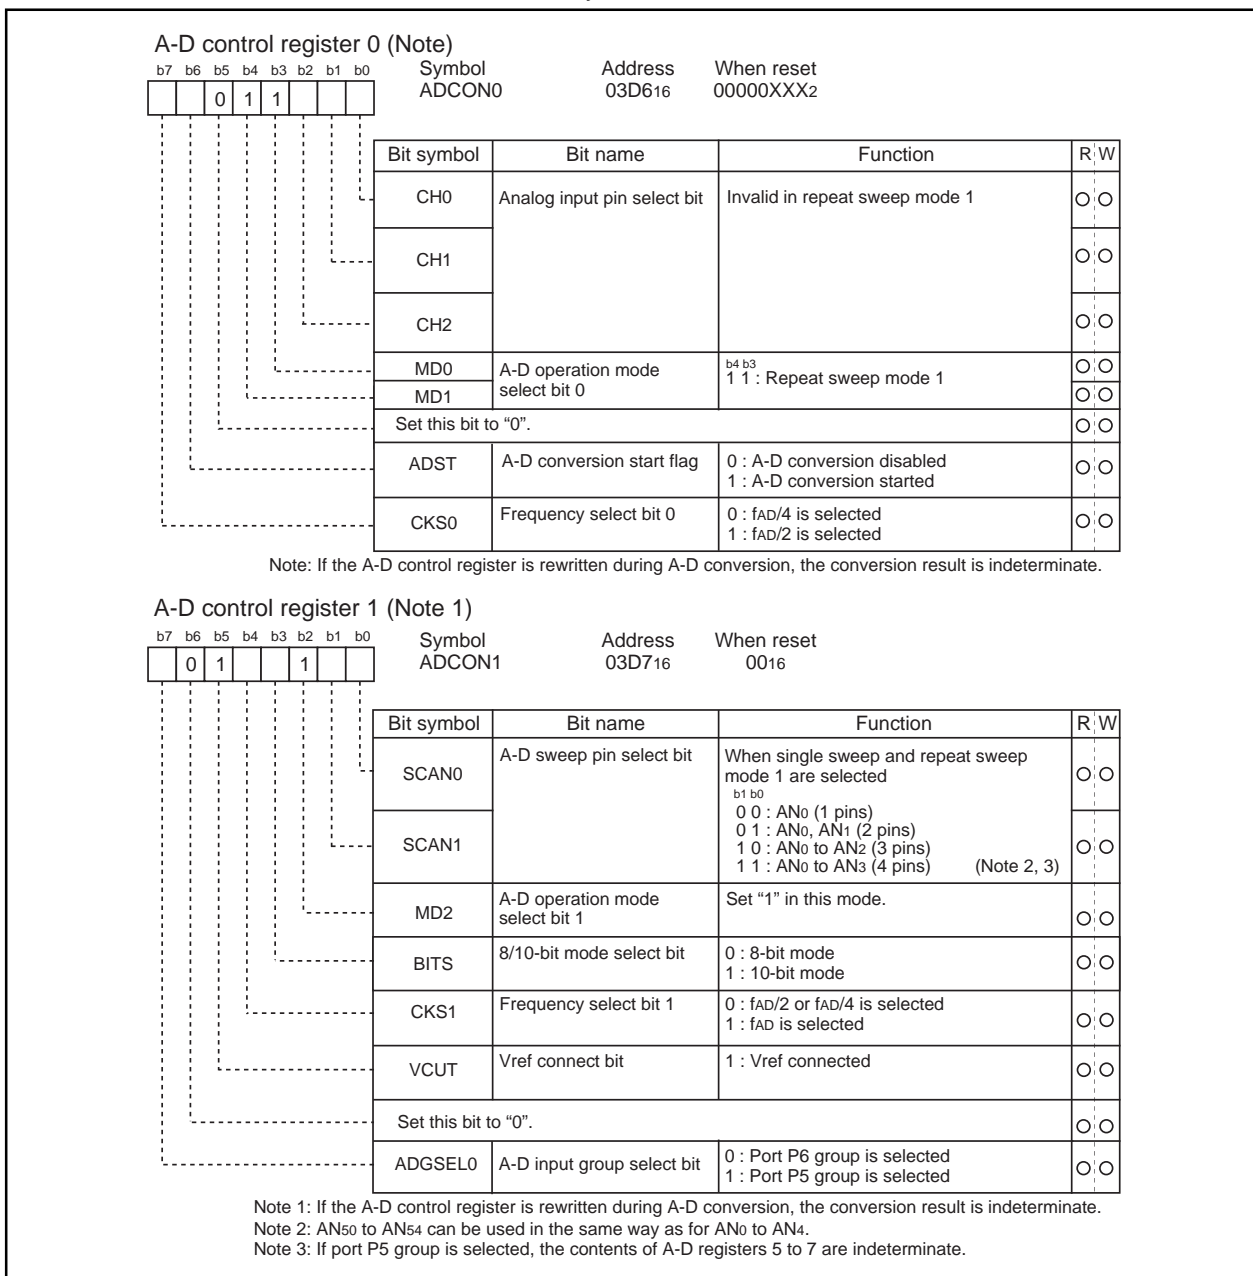 A-D control register 0 (Note)
b7 b6 b5 b4 b3 b2 b1 b0
Symbol Address When reset
ADCON0 03D616 00000XXX2
0 1 1
Bit symbol Bit name Function R W
CH0 Analog input pin select bit Invalid in repeat sweep mode 1
CH1
CH2
MD0 A-D operation mode
select bit 0
b4 b3
1 1 : Repeat sweep mode 1
MD1
Set this bit to “0”.
ADST A-D conversion start flag 0 : A-D conversion disabled
1 : A-D conversion started
CKS0 Frequency select bit 0 0 : fAD/4 is selected
1 : fAD/2 is selected
Note: If the A-D control register is rewritten during A-D conversion, the conversion result is indeterminate.
A-D control register 1 (Note 1)
b7 b6 b5 b4 b3 b2 b1 b0
Symbol Address When reset
ADCON1 03D716 0016
0 1 1
Bit symbol Bit name Function R W
SCAN0 A-D sweep pin select bit When single sweep and repeat sweep
mode 1 are selected
b1 b0
0 0 : AN0 (1 pins)
0 1 : AN0, AN1 (2 pins)
SCAN1 1 0 : AN0 to AN2 (3 pins)
1 1 : AN0 to AN3 (4 pins) (Note 2, 3)
MD2 A-D operation mode
select bit 1
Set “1” in this mode.
BITS 8/10-bit mode select bit 0 : 8-bit mode
1 : 10-bit mode
CKS1 Frequency select bit 1 0 : fAD/2 or fAD/4 is selected
1 : fAD is selected
VCUT Vref connect bit 1 : Vref connected
Set this bit to “0”.
ADGSEL0 A-D input group select bit 0 : Port P6 group is selected
1 : Port P5 group is selected
Note 1: If the A-D control register is rewritten during A-D conversion, the conversion result is indeterminate.
Note 2: AN50 to AN54 can be used in the same way as for AN0 to AN4.
Note 3: If port P5 group is selected, the contents of A-D registers 5 to 7 are indeterminate.